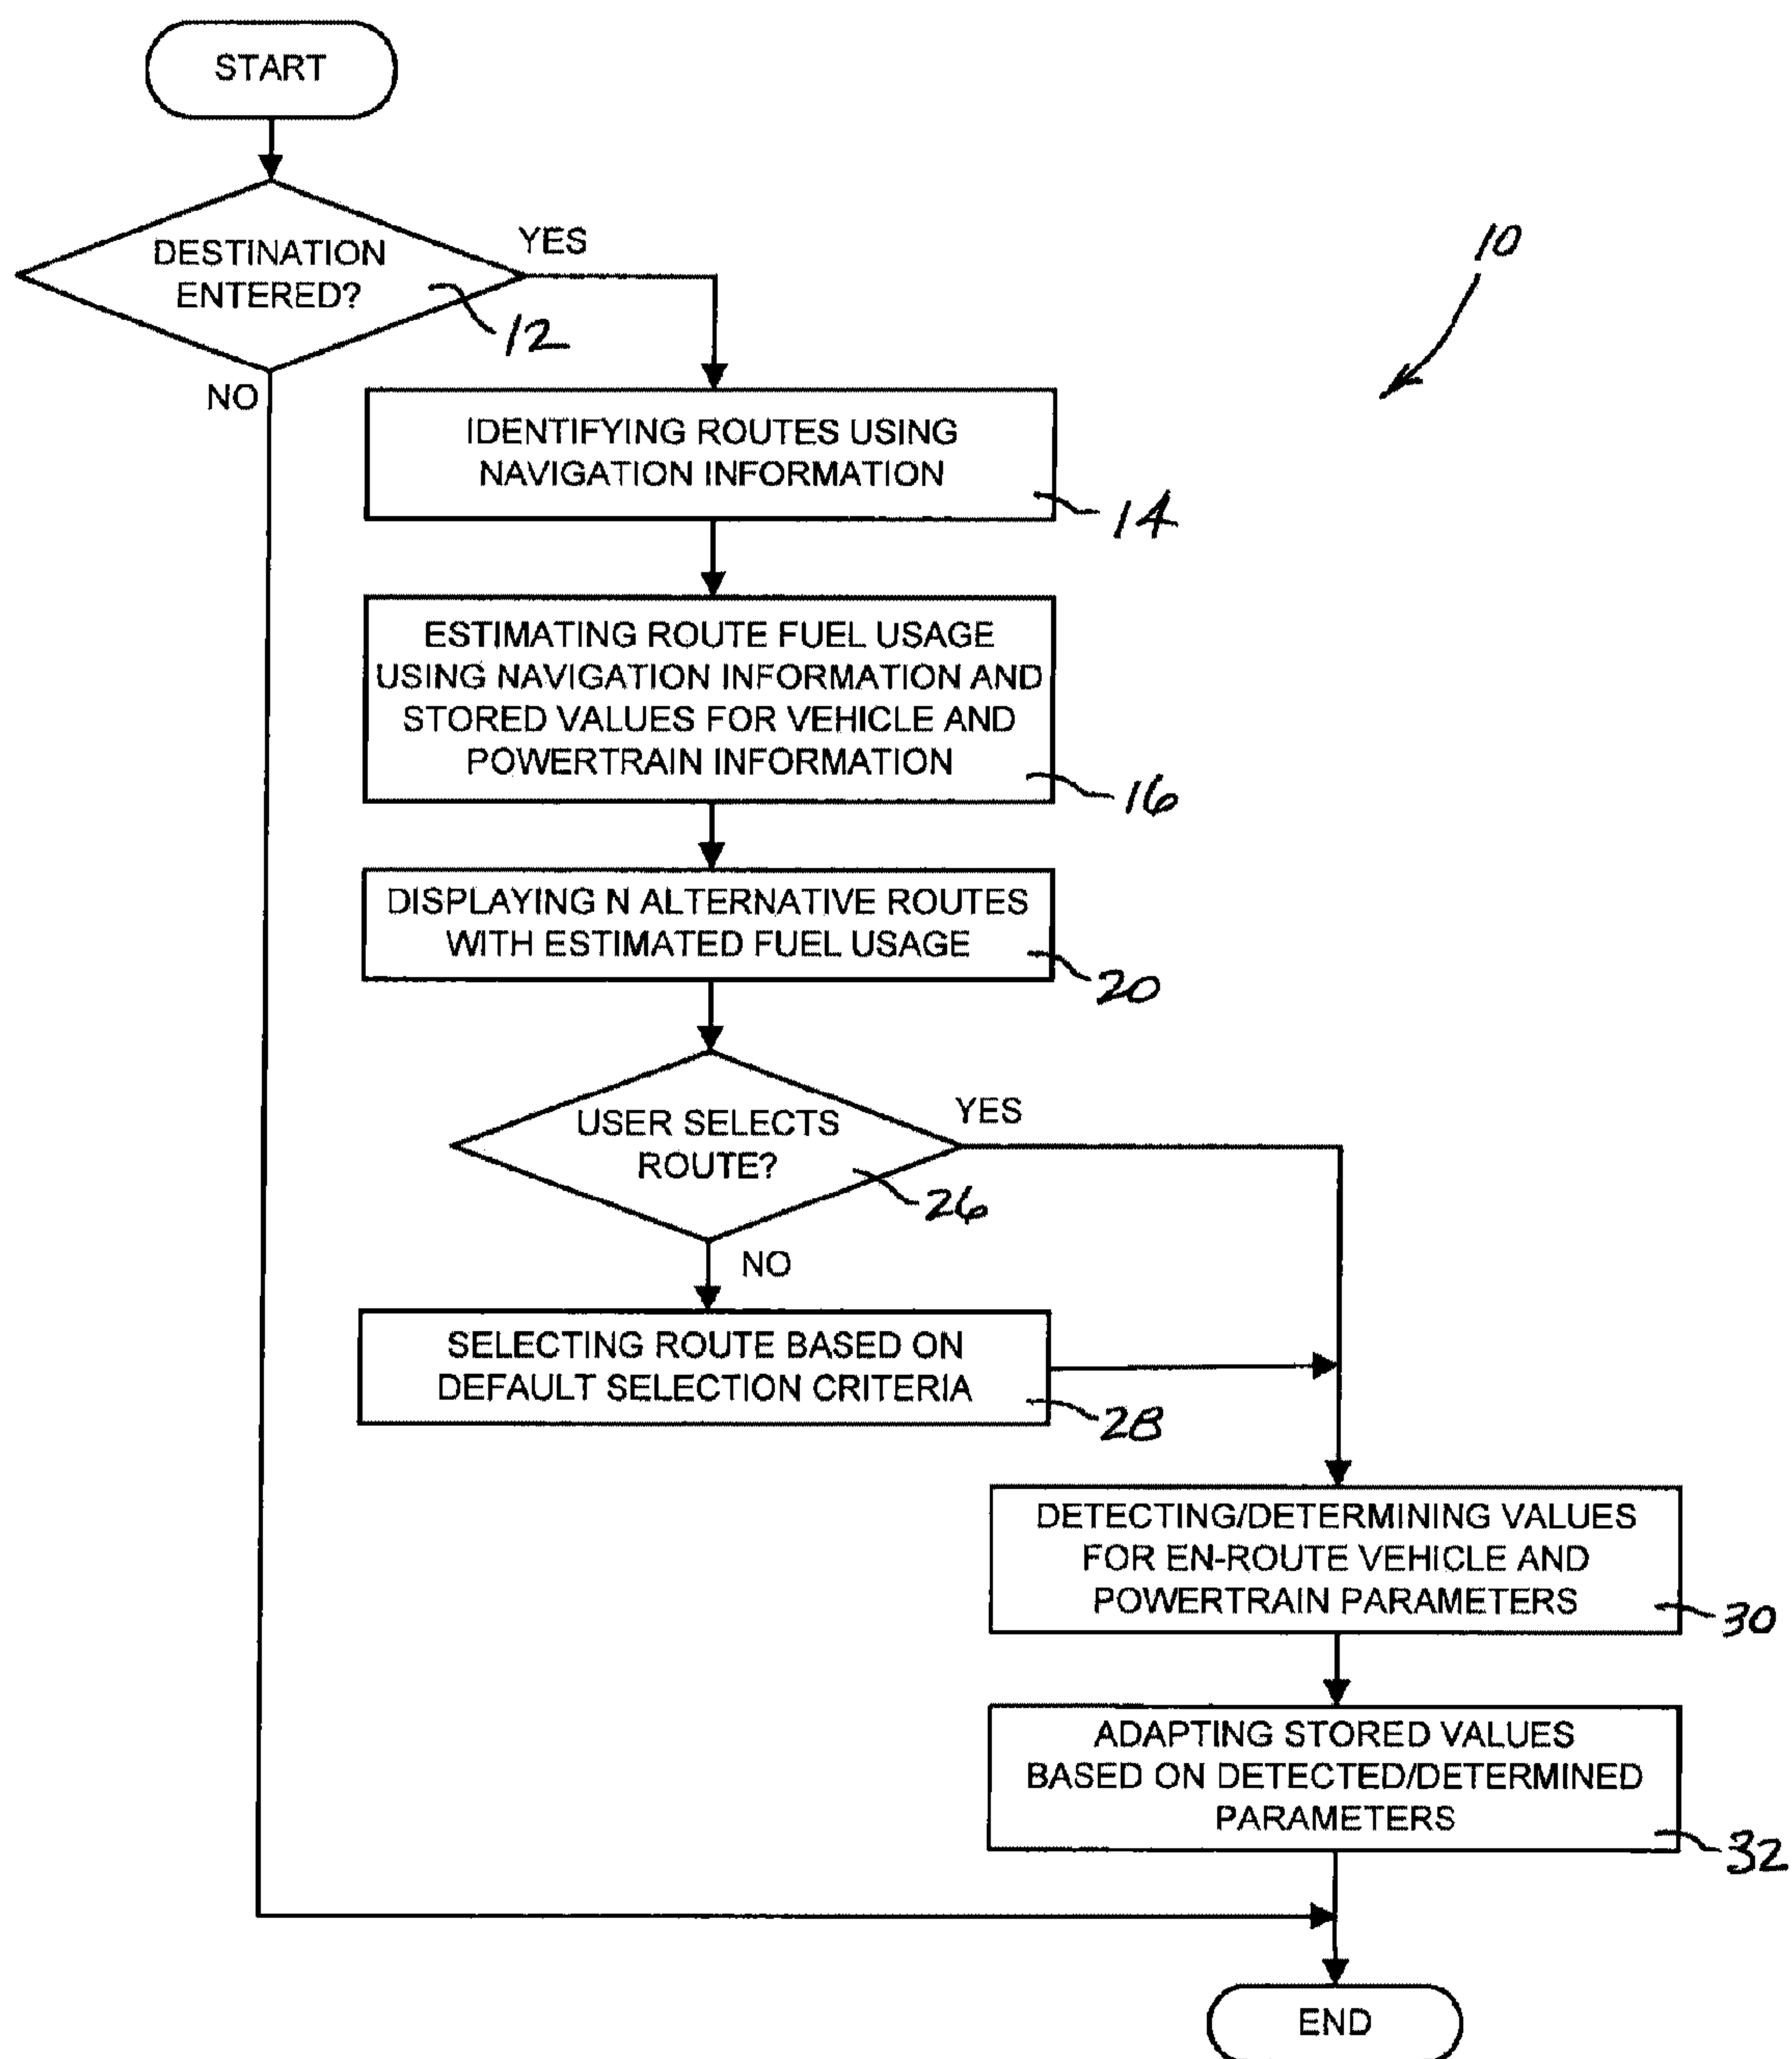 START
DESTINATION
ENTERED?
YES
12
NO
10
IDENTIFYING ROUTES USING
NAVIGATION INFORMATION
14
ESTIMATING ROUTE FUEL USAGE
USING NAVIGATION INFORMATION AND
STORED VALUES FOR VEHICLE AND
POWERTRAIN INFORMATION
16
DISPLAYING N ALTERNATIVE ROUTES
WITH ESTIMATED FUEL USAGE
20
USER SELECTS
ROUTE?
YES
26
NO
SELECTING ROUTE BASED ON
DEFAULT SELECTION CRITERIA
28
DETECTING/DETERMINING VALUES
FOR EN-ROUTE VEHICLE AND
POWERTRAIN PARAMETERS
30
ADAPTING STORED VALUES
BASED ON DETECTED/DETERMINED
PARAMETERS
32
END